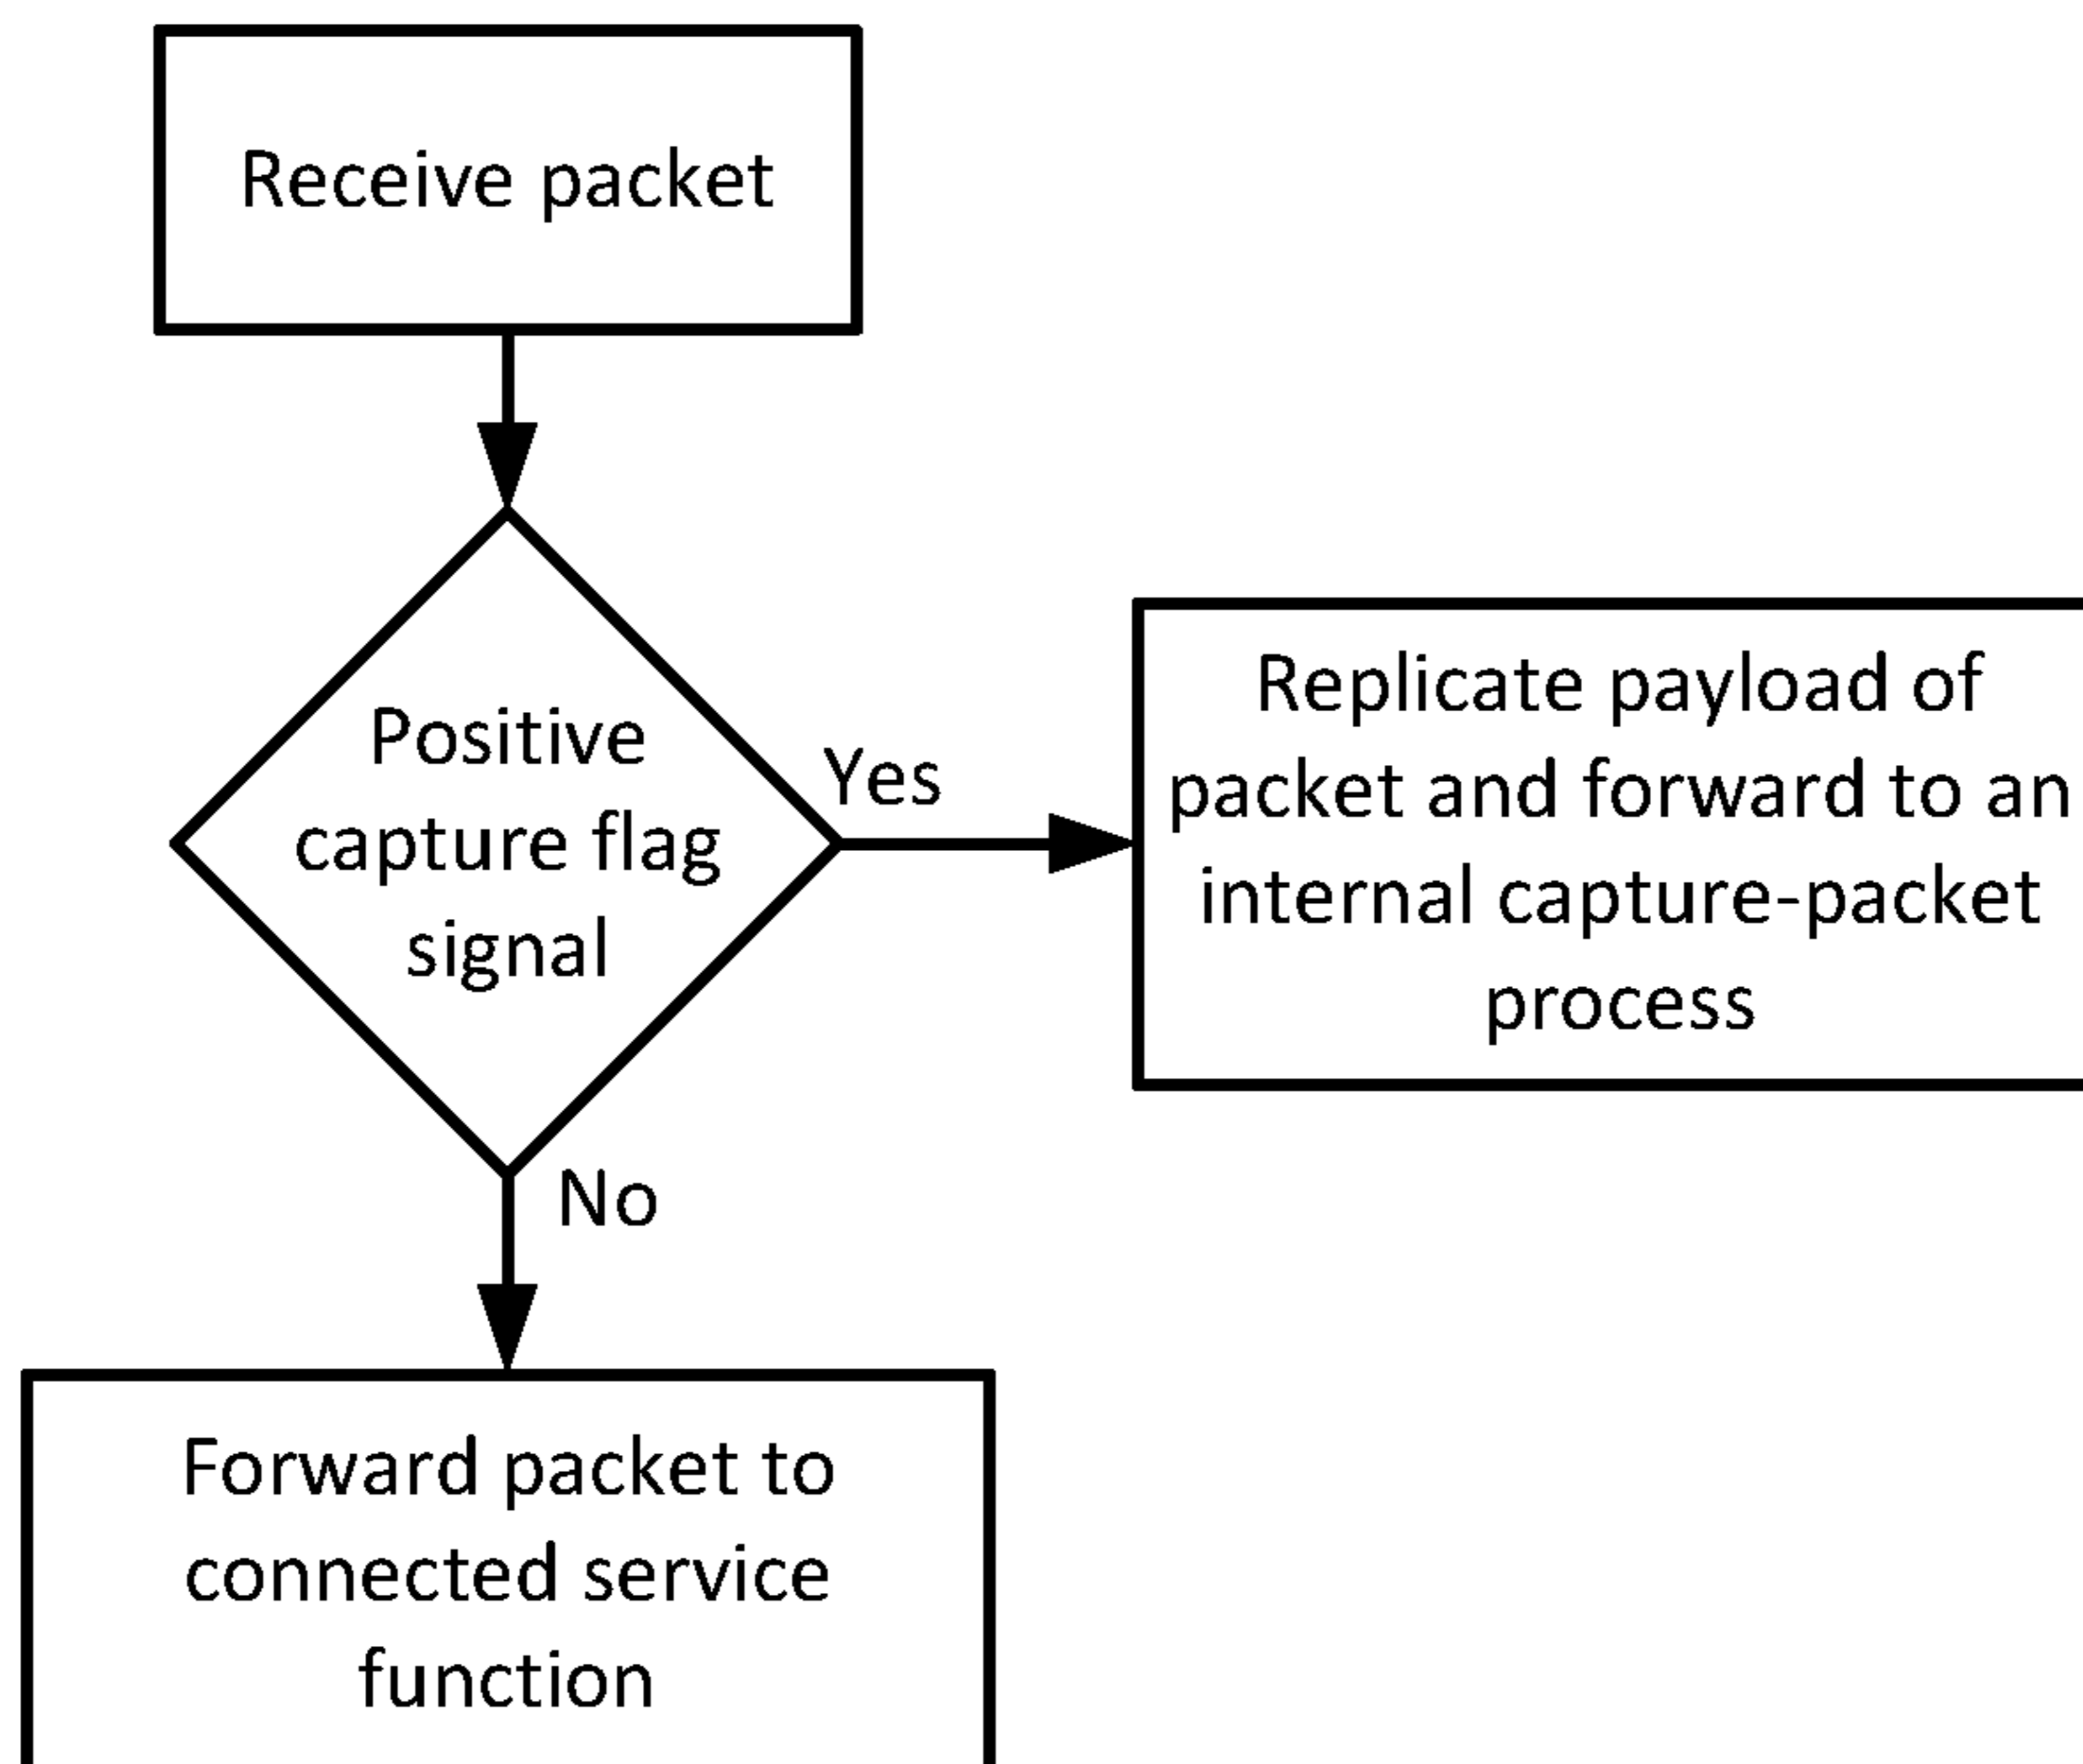 Receive packet
Positive
capture flag
signal
Yes
Replicate payload of
packet and forward to an
internal capture-packet
process
No
Forward packet to
connected service
function